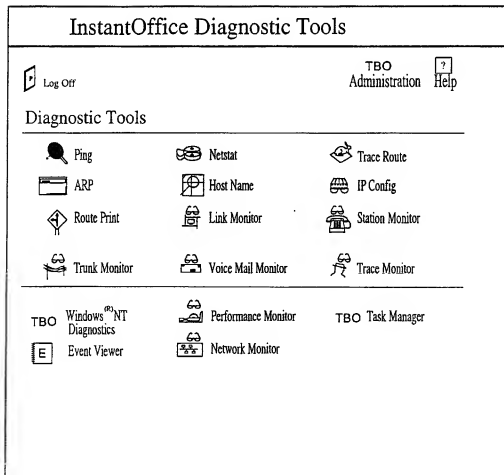 InstantOffice Diagnostic Tools
Log Off
TBO
Administration
?
Help
Diagnostic Tools
Ping
Netstat
Trace Route
ARP
Host Name
IP Config
Route Print
Link Monitor
Station Monitor
Trunk Monitor
Voice Mail Monitor
Trace Monitor
TBO Windows(R)NT
Diagnostics
Performance Monitor
TBO Task Manager
E Event Viewer
Network Monitor